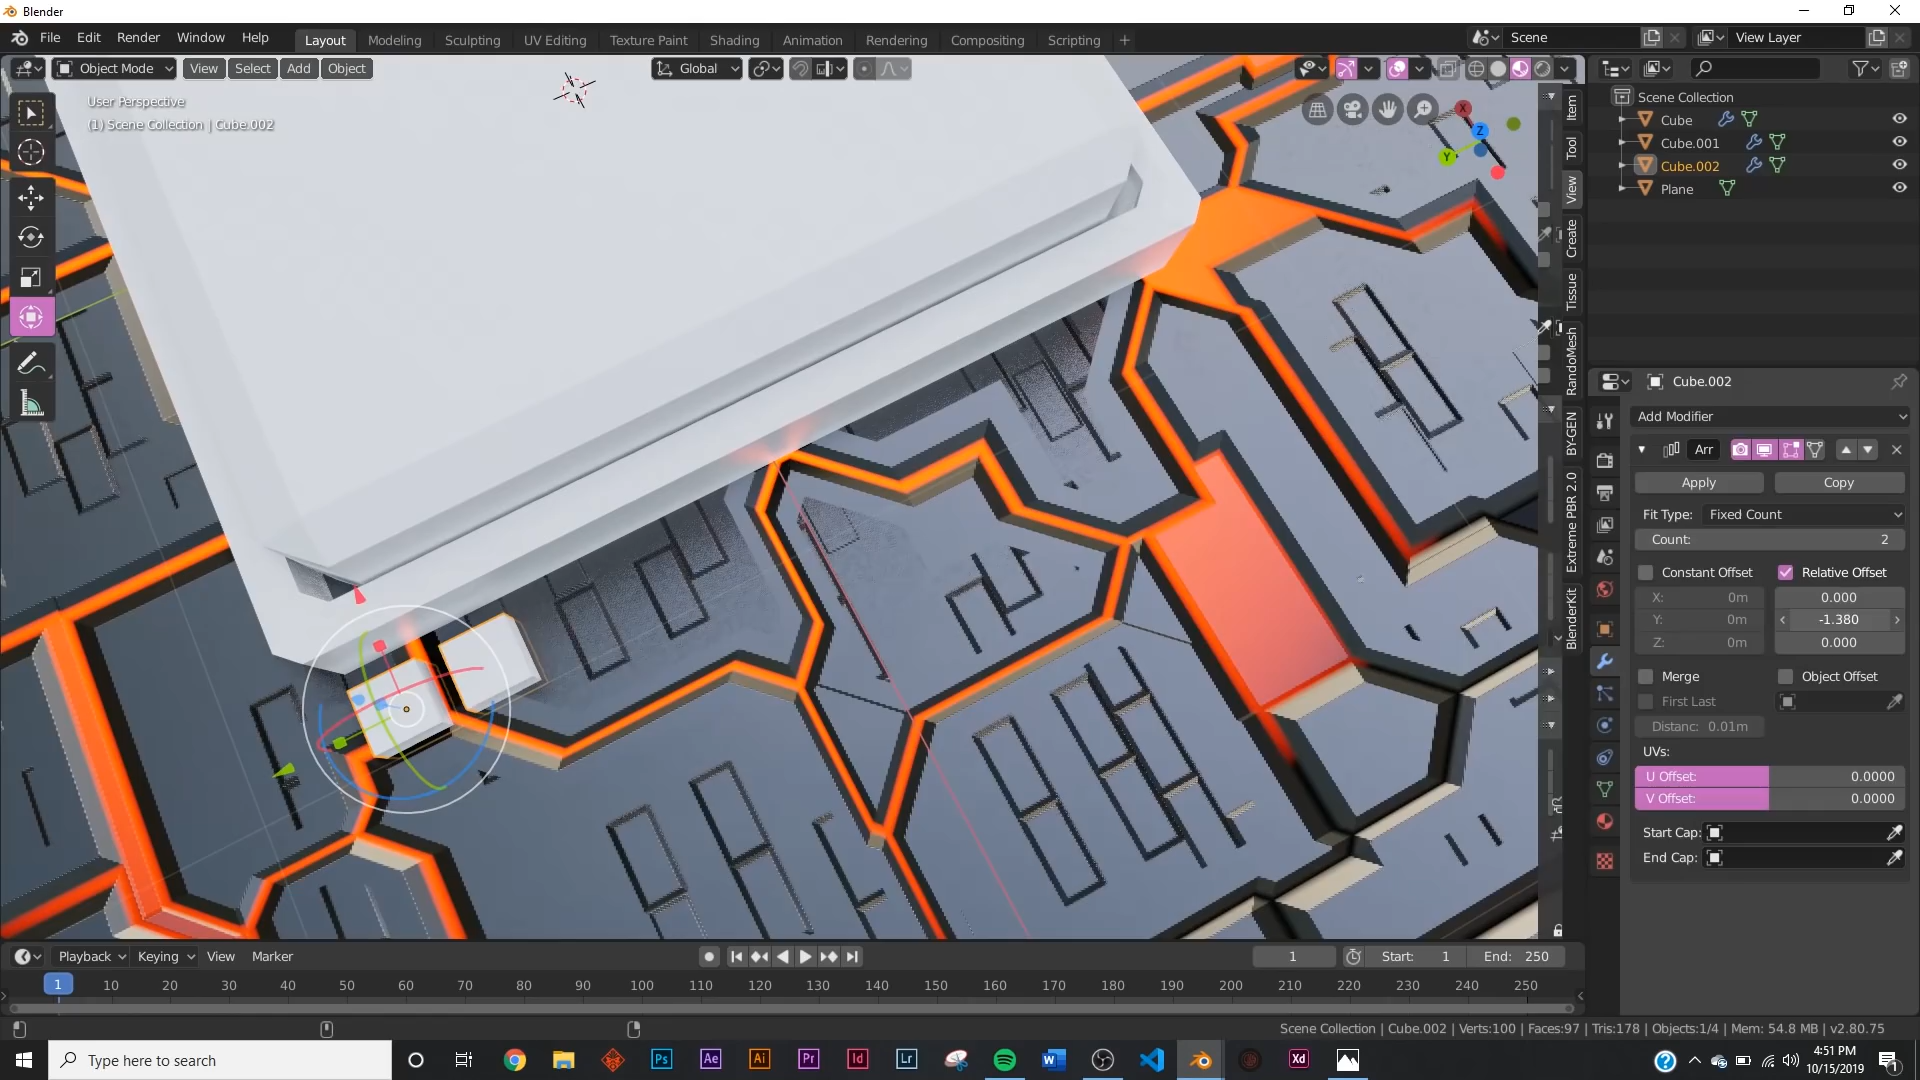 Blender
File Edit Render Window Help
Layout Modeling Sculpting UV Editing Texture Paint Shading Animation Rendering Compositing Scripting +
Scene
View Layer
Object Mode View Select Add Object
Global
User Perspective
(1) Scene Collection | Cube.002
X
Y
Z
Item
Tool
View
Create
Tissue
RandoMesh
BY-GEN
Extreme PBR 2.0
BlenderKit
Scene Collection
Cube
Cube.001
Cube.002
Plane
Cube.002
Add Modifier
Arr
Apply Copy
Fit Type: Fixed Count
Count: 2
Constant Offset Relative Offset
X: 0m 0.000
Y: 0m -1.380
Z: 0m 0.000
Merge Object Offset
First Last
Distanc: 0.01m
UVs:
U Offset: 0.0000
V Offset: 0.0000
Start Cap:
End Cap:
Playback Keying View Marker
1 Start: 1 End: 250
1 10 20 30 40 50 60 70 80 90 100 110 120 130 140 150 160 170 180 190 200 210 220 230 240 250
Scene Collection | Cube.002 | Verts:100 | Faces:97 | Tris:178 | Objects:1/4 | Mem: 54.8 MB | v2.80.75
Type here to search
Ps Ae Ai Pr Id Lr W Xd
4:51 PM
10/15/2019
1